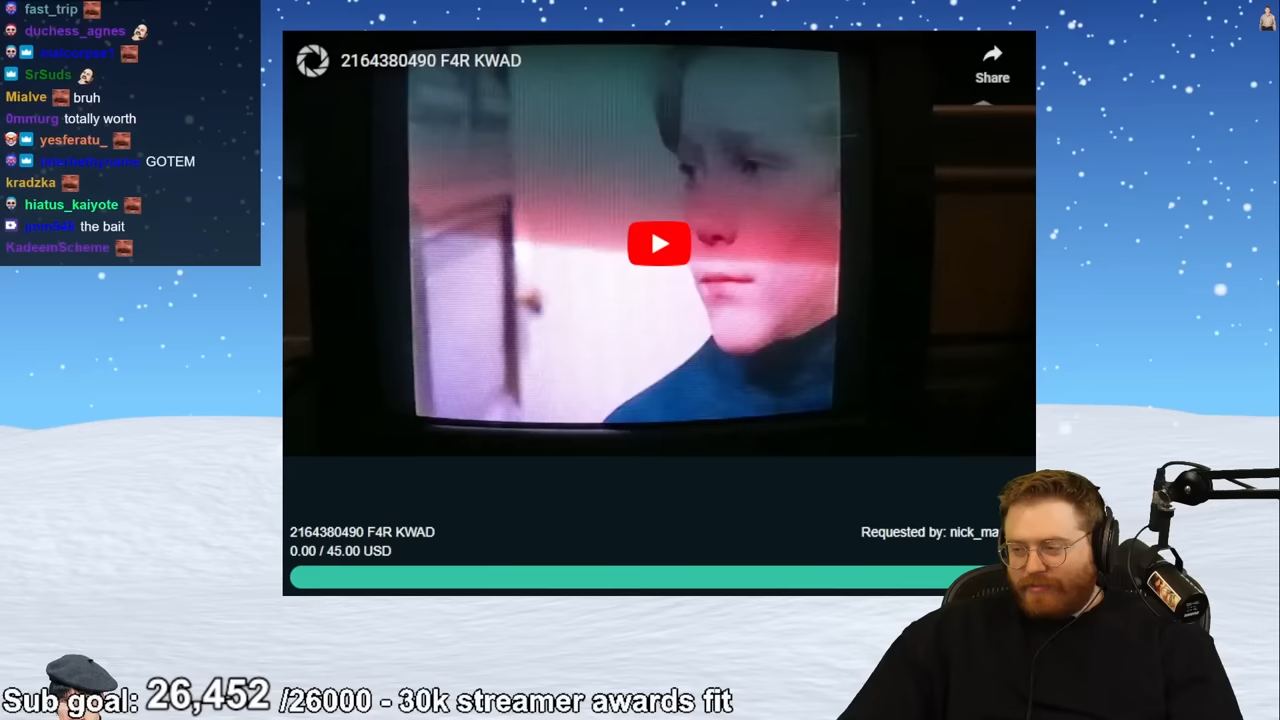 fast_trip
duchess_agnes
SrSuds
Mialve bruh
0mmurg totally worth
yesferatu_
GOTEM
kradzka
hiatus_kaiyote
the bait
KadeemScheme
2164380490 F4R KWAD
Share
2164380490 F4R KWAD
Requested by: nick_ma
0.00 / 45.00 USD
Sub goal: 26,452 /26000 - 30k streamer awards fit